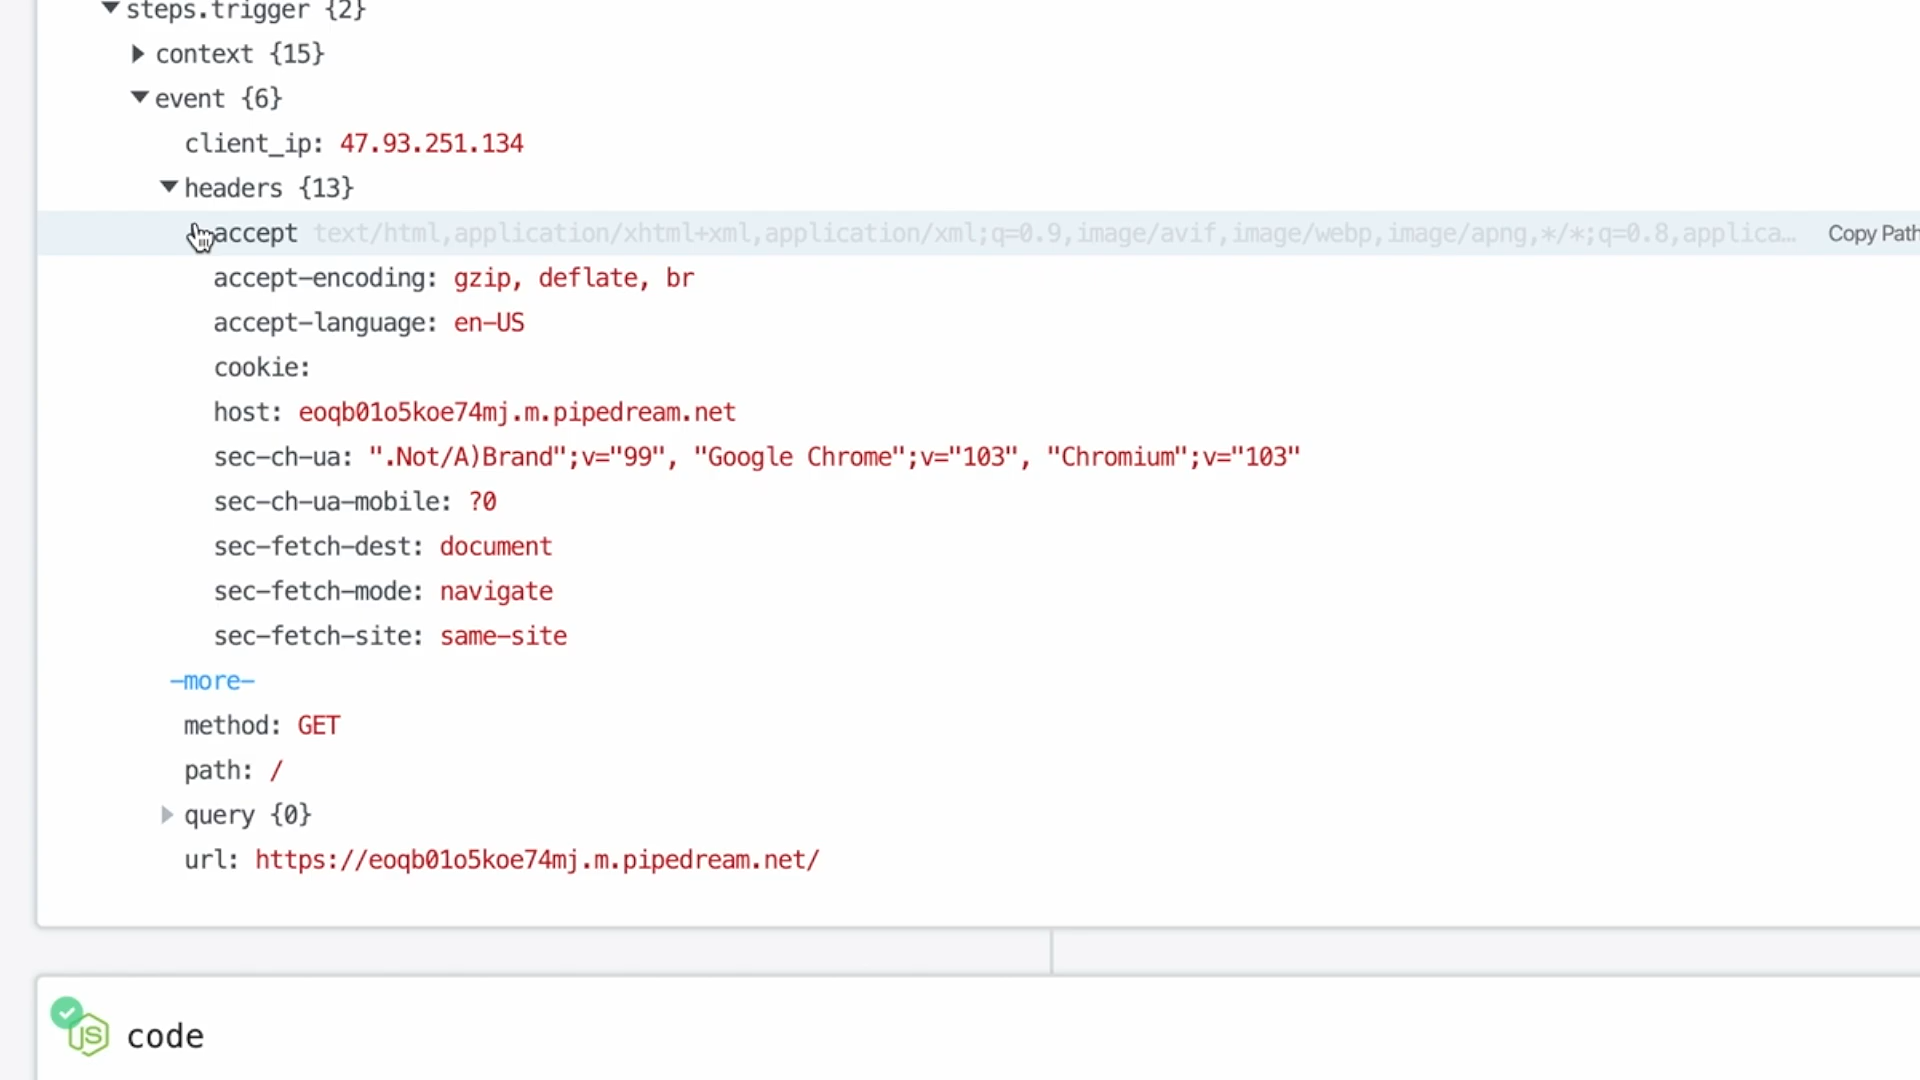 steps.trigger {2}
context {15}
event {6}
client_ip: 47.93.251.134
headers {13}
accept text/html,application/xhtml+xml,application/xml;q=0.9,image/avif,image/webp,image/apng,*/*;q=0.8,applica… Copy Path
accept-encoding: gzip, deflate, br
accept-language: en-US
cookie:
host: eoqb01o5koe74mj.m.pipedream.net
sec-ch-ua: ".Not/A)Brand";v="99", "Google Chrome";v="103", "Chromium";v="103"
sec-ch-ua-mobile: ?0
sec-fetch-dest: document
sec-fetch-mode: navigate
sec-fetch-site: same-site
-more-
method: GET
path: /
query {0}
url: https://eoqb01o5koe74mj.m.pipedream.net/
JS code